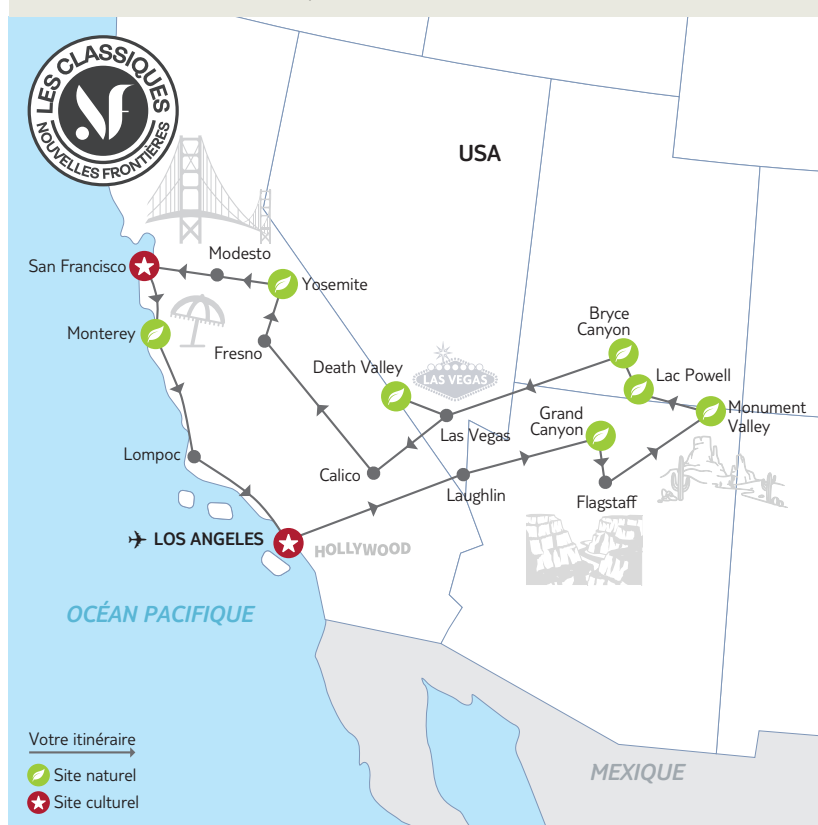 LES CLASSIQUES
NOUVELLES FRONTIÈRES
USA
San Francisco
Modesto
Yosemite
Monterey
Fresno
Death Valley
LAS VEGAS
Bryce
Canyon
Lac Powell
Monument
Valley
Grand
Canyon
Las Vegas
Lompoc
Calico
Laughlin
Flagstaff
LOS ANGELES
HOLLYWOOD
OCÉAN PACIFIQUE
Votre itinéraire
Site naturel
Site culturel
MEXIQUE